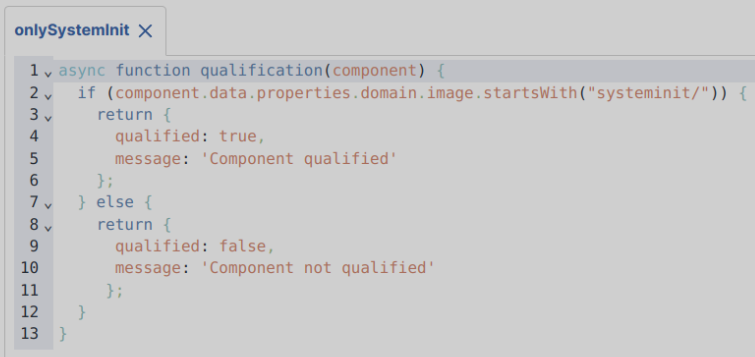 onlySystemInit ×
1 async function qualification(component) {
2   if (component.data.properties.domain.image.startsWith("systeminit/")) {
3     return {
4       qualified: true,
5       message: 'Component qualified'
6     };
7   } else {
8     return {
9       qualified: false,
10       message: 'Component not qualified'
11      };
12   }
13 }